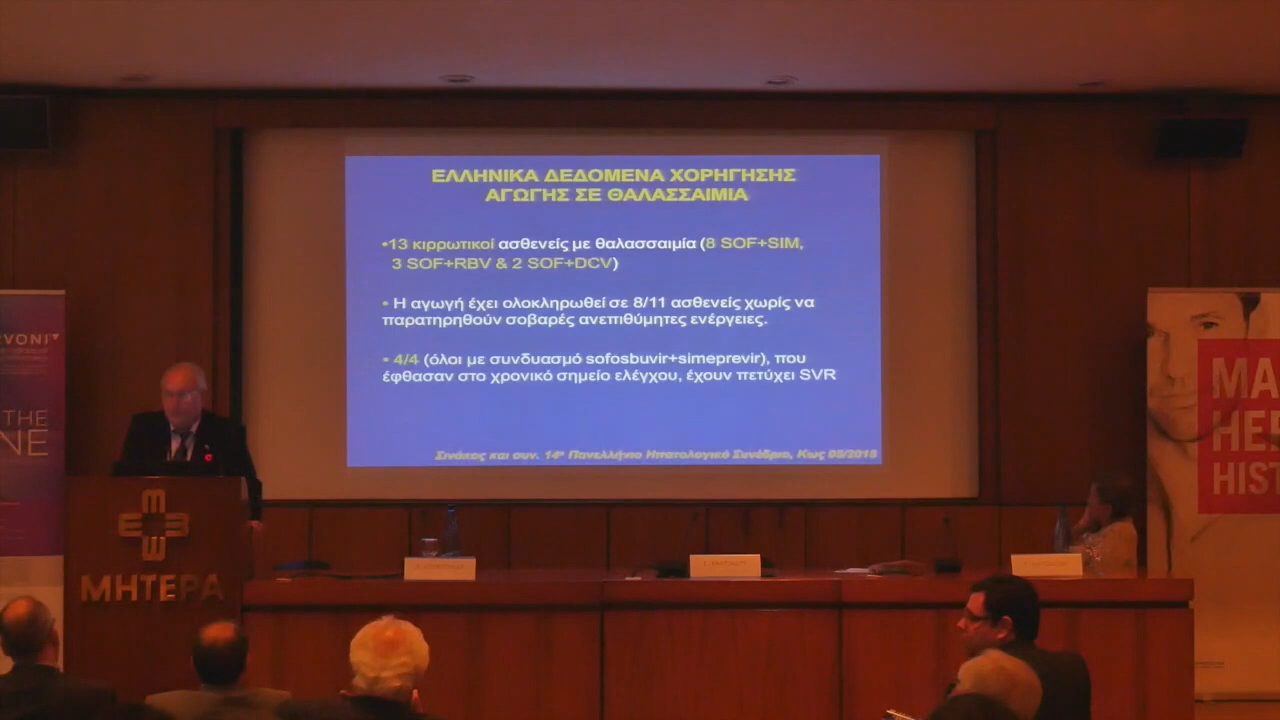 ΕΛΛΗΝΙΚΑ ΔΕΔΟΜΕΝΑ ΧΟΡΗΓΗΣΗΣ
ΑΓΩΓΗΣ ΣΕ ΘΑΛΑΣΣΑΙΜΙΑ
•13 κιρρωτικοί ασθενείς με θαλασσαιμία (8 SOF+SIM,
3 SOF+RBV & 2 SOF+DCV)
• Η αγωγή έχει ολοκληρωθεί σε 8/11 ασθενείς χωρίς να
παρατηρηθούν σοβαρές ανεπιθύμητες ενέργειες.
• 4/4 (όλοι με συνδυασμό sofosbuvir+simeprevir), που
έφθασαν στο χρονικό σημείο ελέγχου, έχουν πετύχει SVR
Σινάκος και συν. 14ο Πανελλήνιο Ηπατολογικό Συνέδριο, Κως 05/2015
ΜΗΤΕΡΑ
RVONI
THE
NE
MA
HE
HIST